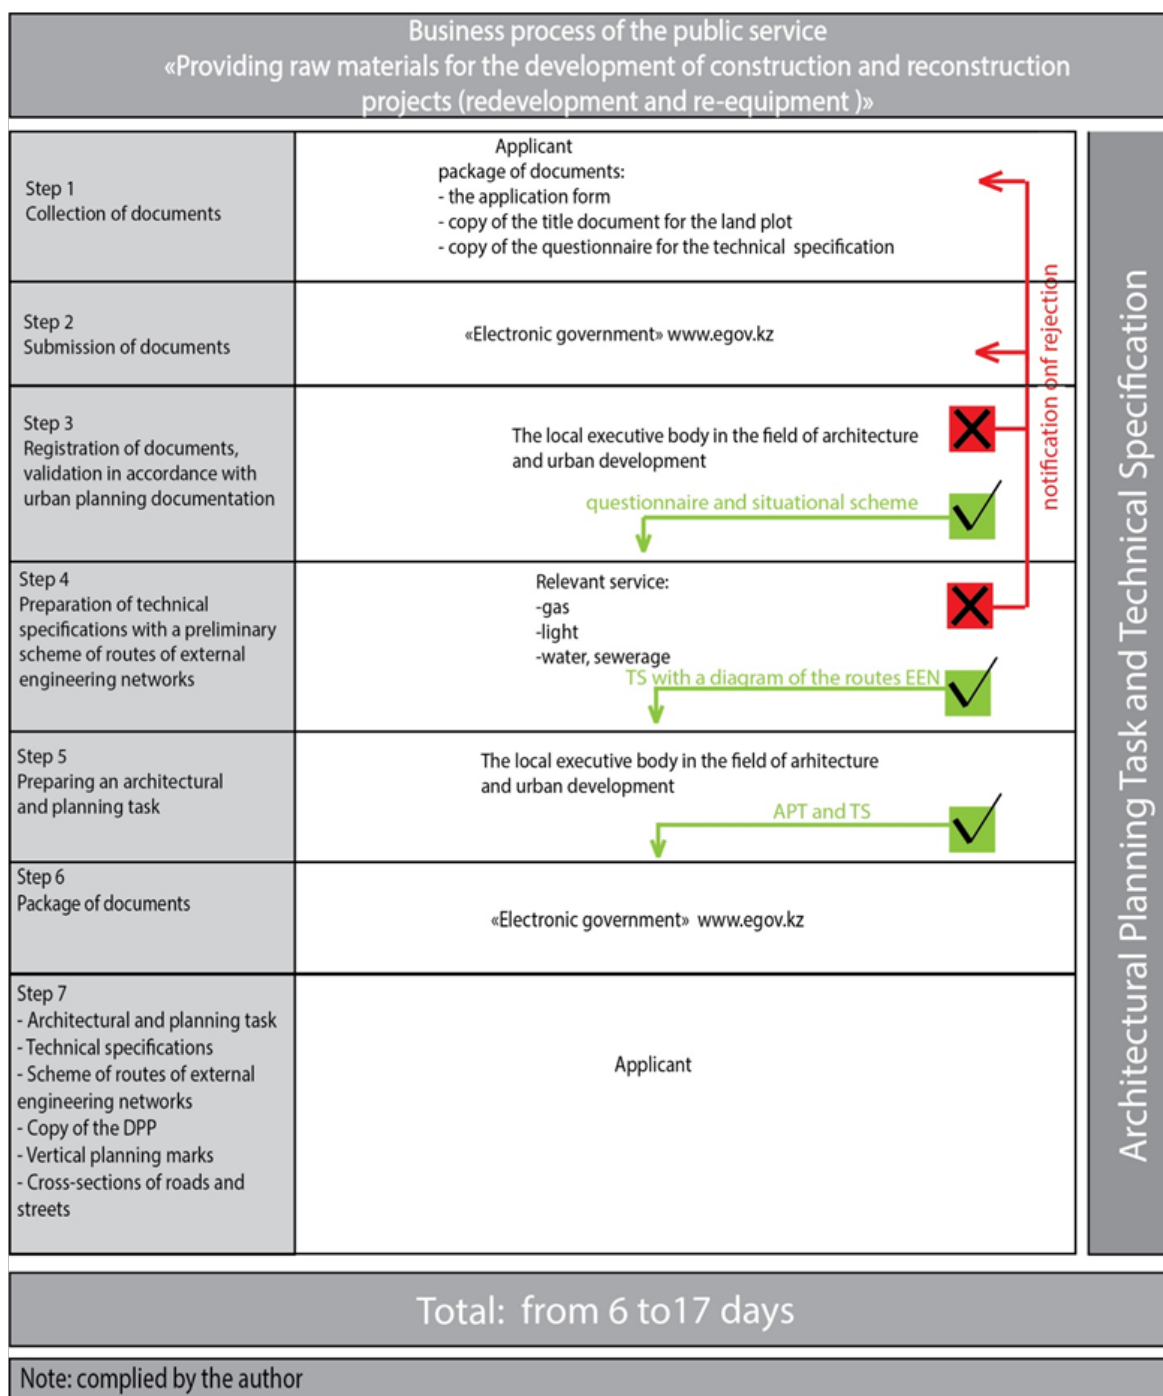 Business process of the public service
«Providing raw materials for the development of construction and reconstruction
projects (redevelopment and re-equipment )»
Step 1
Collection of documents
Applicant
package of documents:
- the application form
- copy of the title document for the land plot
- copy of the questionnaire for the technical specification
Step 2
Submission of documents
«Electronic government» www.egov.kz
notification onf rejection
Step 3
Registration of documents,
validation in accordance with
urban planning documentation
The local executive body in the field of architecture
and urban development
questionnaire and situational scheme
Step 4
Preparation of technical
specifications with a preliminary
scheme of routes of external
engineering networks
Relevant service:
-gas
-light
-water, sewerage
TS with a diagram of the routes EEN
Step 5
Preparing an architectural
and planning task
The local executive body in the field of arhitecture
and urban development
APT and TS
Step 6
Package of documents
«Electronic government» www.egov.kz
Step 7
- Architectural and planning task
- Technical specifications
- Scheme of routes of external
engineering networks
- Copy of the DPP
- Vertical planning marks
- Cross-sections of roads and
streets
Applicant
Architectural Planning Task and Technical Specification
Total: from 6 to17 days
Note: complied by the author